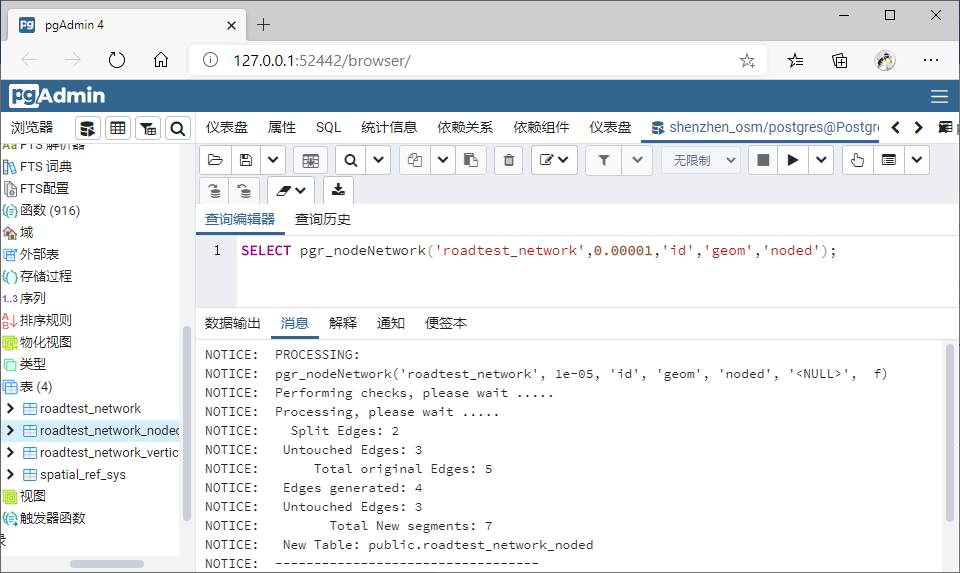 pgAdmin 4
127.0.0.1:52442/browser/
pgAdmin
浏览器
仪表盘 属性 SQL 统计信息 依赖关系 依赖组件 仪表盘 shenzhen_osm/postgres@Postgre
FTS 解析器
FTS 词典
FTS配置
函数 (916)
域
外部表
存储过程
1..3 序列
排序规则
物化视图
类型
表 (4)
roadtest_network
roadtest_network_noded
roadtest_network_vertic
spatial_ref_sys
视图
触发器函数
无限制
查询编辑器 查询历史
1 SELECT pgr_nodeNetwork('roadtest_network',0.00001,'id','geom','noded');
数据输出 消息 解释 通知 便签本
NOTICE:  PROCESSING:
NOTICE:  pgr_nodeNetwork('roadtest_network', 1e-05, 'id', 'geom', 'noded', '<NULL>',  f)
NOTICE:  Performing checks, please wait .....
NOTICE:  Processing, please wait .....
NOTICE:    Split Edges: 2
NOTICE:   Untouched Edges: 3
NOTICE:       Total original Edges: 5
NOTICE:   Edges generated: 4
NOTICE:   Untouched Edges: 3
NOTICE:         Total New segments: 7
NOTICE:   New Table: public.roadtest_network_noded
NOTICE:  ----------------------------------